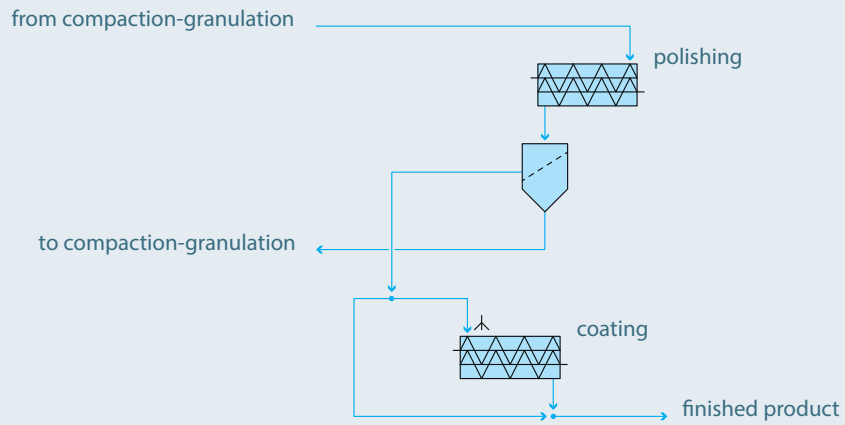 from compaction-granulation
polishing
to compaction-granulation
coating
finished product